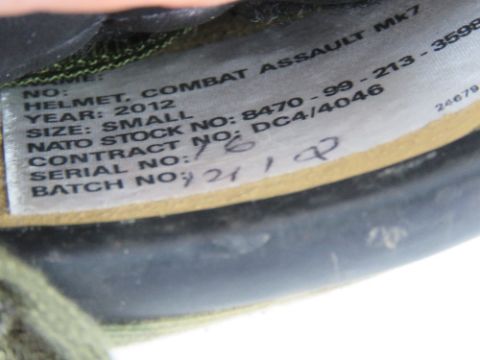 NO:
HELMET, COMBAT ASSAULT Mk7
YEAR: 2012
SIZE: SMALL
NATO STOCK NO: 8470-99-213-3598
CONTRACT NO: DC4/4046
SERIAL NO: 76
BATCH NO:
24679